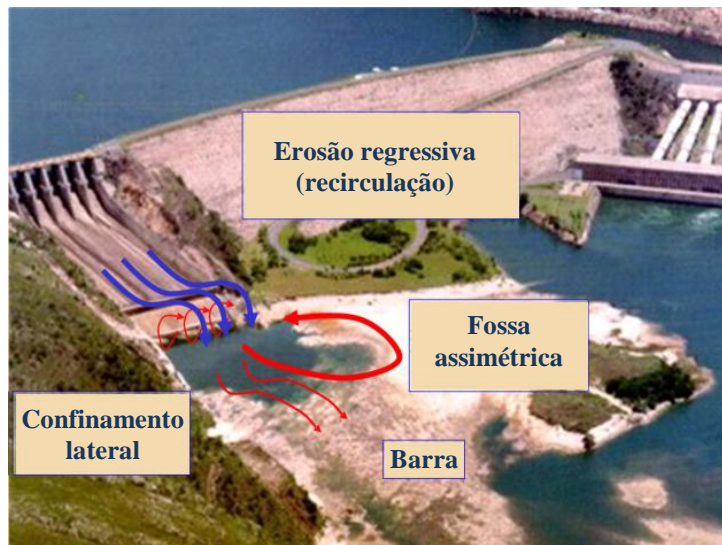 Erosão regressiva
(recirculação)
Fossa
assimétrica
Confinamento
lateral
Barra